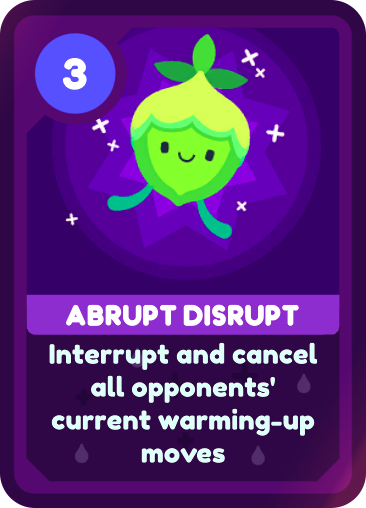 3
ABRUPT DISRUPT
Interrupt and cancel
all opponents'
current warming-up
moves